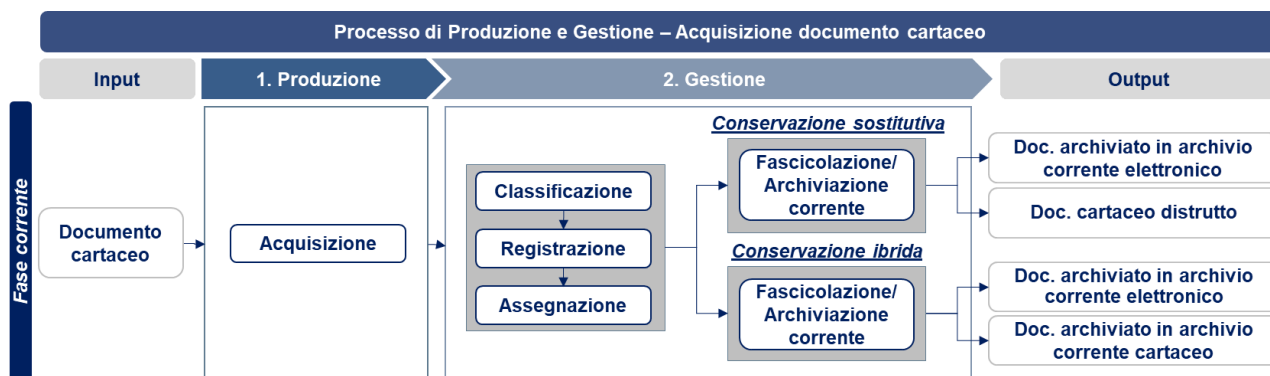 Processo di Produzione e Gestione – Acquisizione documento cartaceo
Input
1. Produzione
2. Gestione
Output
Fase corrente
Documento
cartaceo
Acquisizione
Classificazione
Registrazione
Assegnazione
Conservazione sostitutiva
Fascicolazione/
Archiviazione
corrente
Conservazione ibrida
Fascicolazione/
Archiviazione
corrente
Doc. archiviato in archivio
corrente elettronico
Doc. cartaceo distrutto
Doc. archiviato in archivio
corrente elettronico
Doc. archiviato in archivio
corrente cartaceo